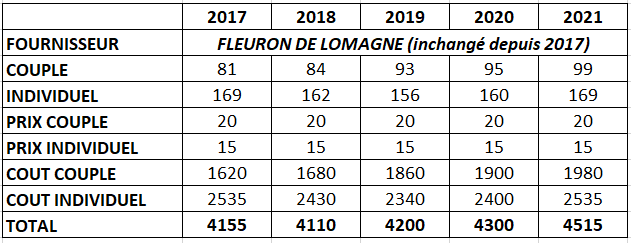 2017 2018 2019 2020 2021
FOURNISSEUR FLEURON DE LOMAGNE (inchangé depuis 2017)
COUPLE 81 84 93 95 99
INDIVIDUEL 169 162 156 160 169
PRIX COUPLE 20 20 20 20 20
PRIX INDIVIDUEL 15 15 15 15 15
COUT COUPLE 1620 1680 1860 1900 1980
COUT INDIVIDUEL 2535 2430 2340 2400 2535
TOTAL 4155 4110 4200 4300 4515